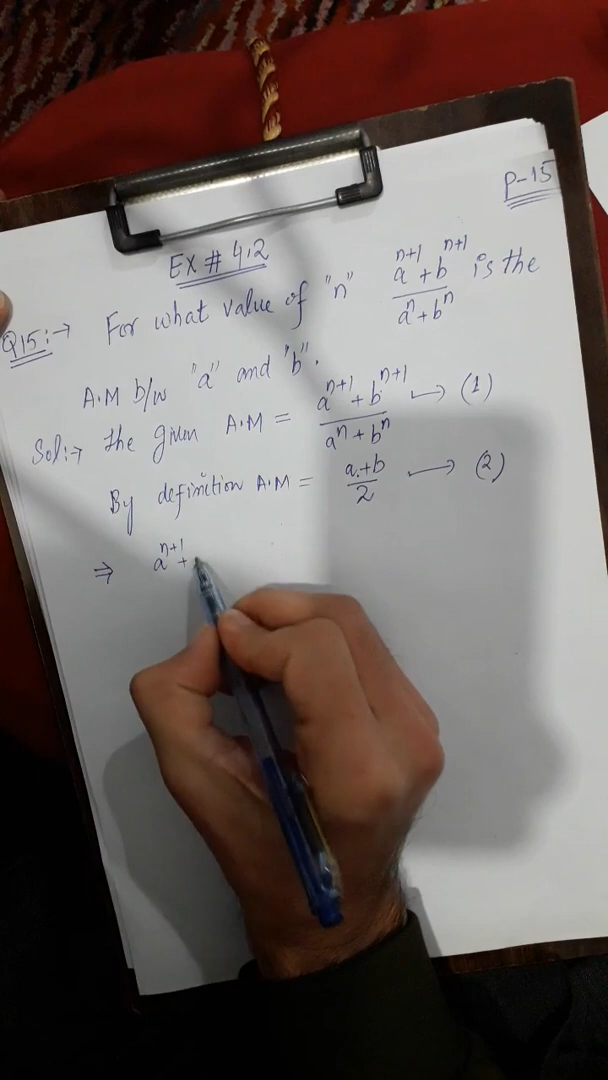 P-15
EX # 4.2
Q15:→ For what value of "n" a^{n+1}+b^{n+1}/a^n+b^n is the
A.M b/w "a" and "b".
Sol:→ the given A.M = a^{n+1}+b^{n+1}/a^n+b^n → (1)
By definition A.M = a+b/2 → (2)
⇒ a^{n+1}+